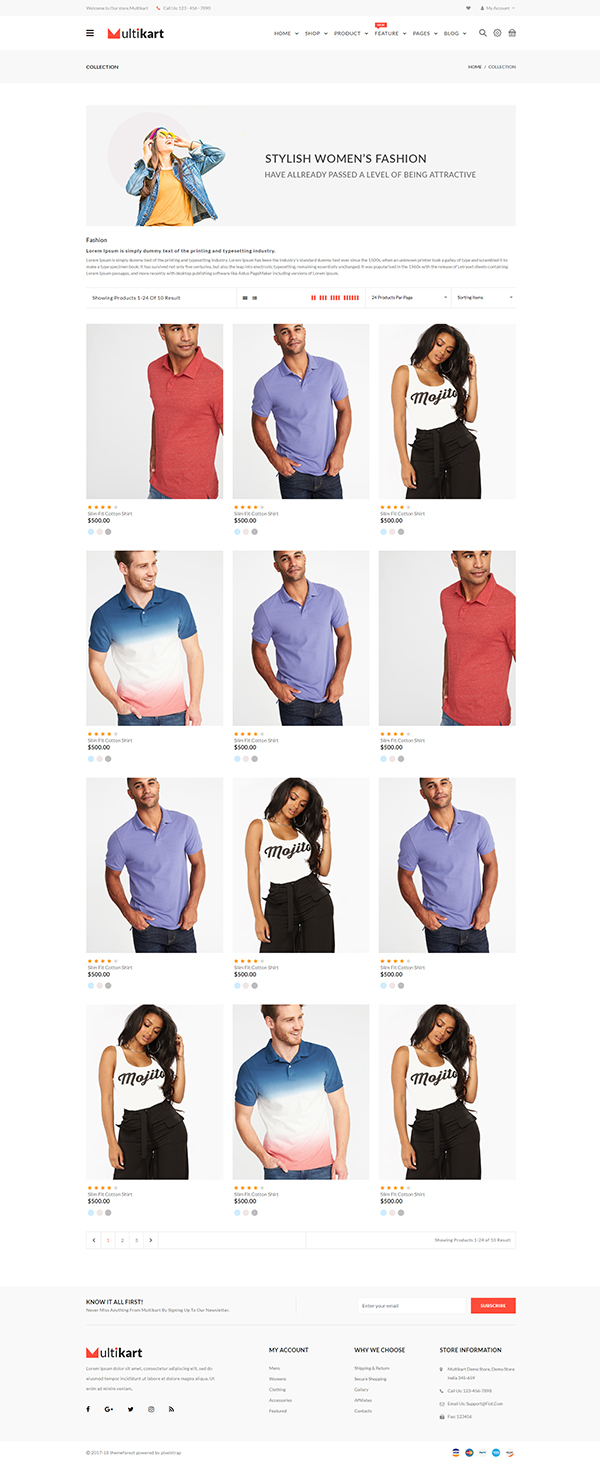 Welcome to Our store Multikart Call Us: 123 - 456 - 7890 My Account
Multikart HOME SHOP PRODUCT NEW FEATURE PAGES BLOG
COLLECTION HOME / COLLECTION
STYLISH WOMEN'S FASHION
HAVE ALLREADY PASSED A LEVEL OF BEING ATTRACTIVE
Fashion
Lorem Ipsum is simply dummy text of the printing and typesetting industry.
Lorem Ipsum is simply dummy text of the printing and typesetting industry. Lorem Ipsum has been the industry's standard dummy text ever since the 1500s, when an unknown printer took a galley of type and scrambled it to
make a type specimen book. It has survived not only five centuries, but also the leap into electronic typesetting, remaining essentially unchanged. It was popularised in the 1960s with the release of Letraset sheets containing
Lorem Ipsum passages, and more recently with desktop publishing software like Aldus PageMaker including versions of Lorem Ipsum.
Showing Products 1-24 Of 10 Result 24 Products Par Page Sorting Items
Mojito
Slim Fit Cotton Shirt Slim Fit Cotton Shirt Slim Fit Cotton Shirt
$500.00 $500.00 $500.00
Slim Fit Cotton Shirt Slim Fit Cotton Shirt Slim Fit Cotton Shirt
$500.00 $500.00 $500.00
Mojito
Slim Fit Cotton Shirt Slim Fit Cotton Shirt Slim Fit Cotton Shirt
$500.00 $500.00 $500.00
Mojito Mojito
Slim Fit Cotton Shirt Slim Fit Cotton Shirt Slim Fit Cotton Shirt
$500.00 $500.00 $500.00
1 2 3 Showing Products 1-24 of 10 Result
KNOW IT ALL FIRST!
Never Miss Anything From Multikart By Signing Up To Our Newsletter.
Enter your email SUBSCRIBE
Multikart
Lorem ipsum dolor sit amet, consectetur adipiscing elit, sed do
eiusmod tempor incididunt ut labore et dolore magna aliqua. Ut
enim ad minim veniam,
MY ACCOUNT
Mens
Womens
Clothing
Accessories
Featured
WHY WE CHOOSE
Shipping & Return
Secure Shopping
Gallary
Affiliates
Contacts
STORE INFORMATION
Multikart Demo Store, Demo Store
India 345-659
Call Us: 123-456-7898
Email Us: Support@Fiot.Com
Fax: 123456
© 2017-18 themeforest powered by pixelstrap